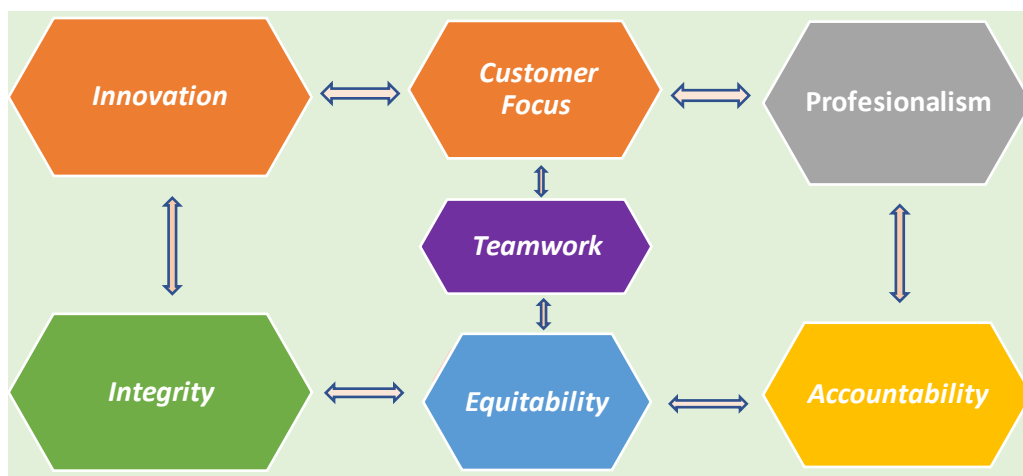 Innovation
Customer
Focus
Profesionalism
Teamwork
Integrity
Equitability
Accountability